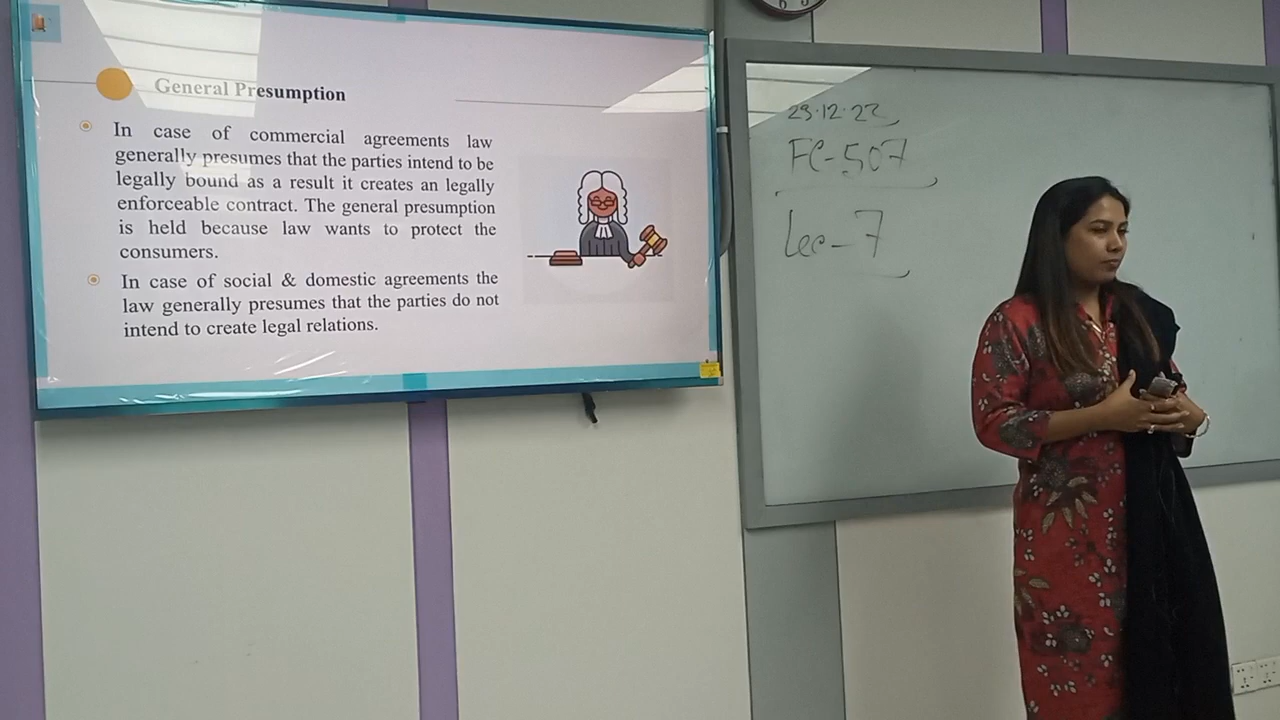 General Presumption
In case of commercial agreements law
generally presumes that the parties intend to be
legally bound as a result it creates an legally
enforceable contract. The general presumption
is held because law wants to protect the
consumers.
In case of social & domestic agreements the
law generally presumes that the parties do not
intend to create legal relations.
29.12.22
FC-507
Lec-7